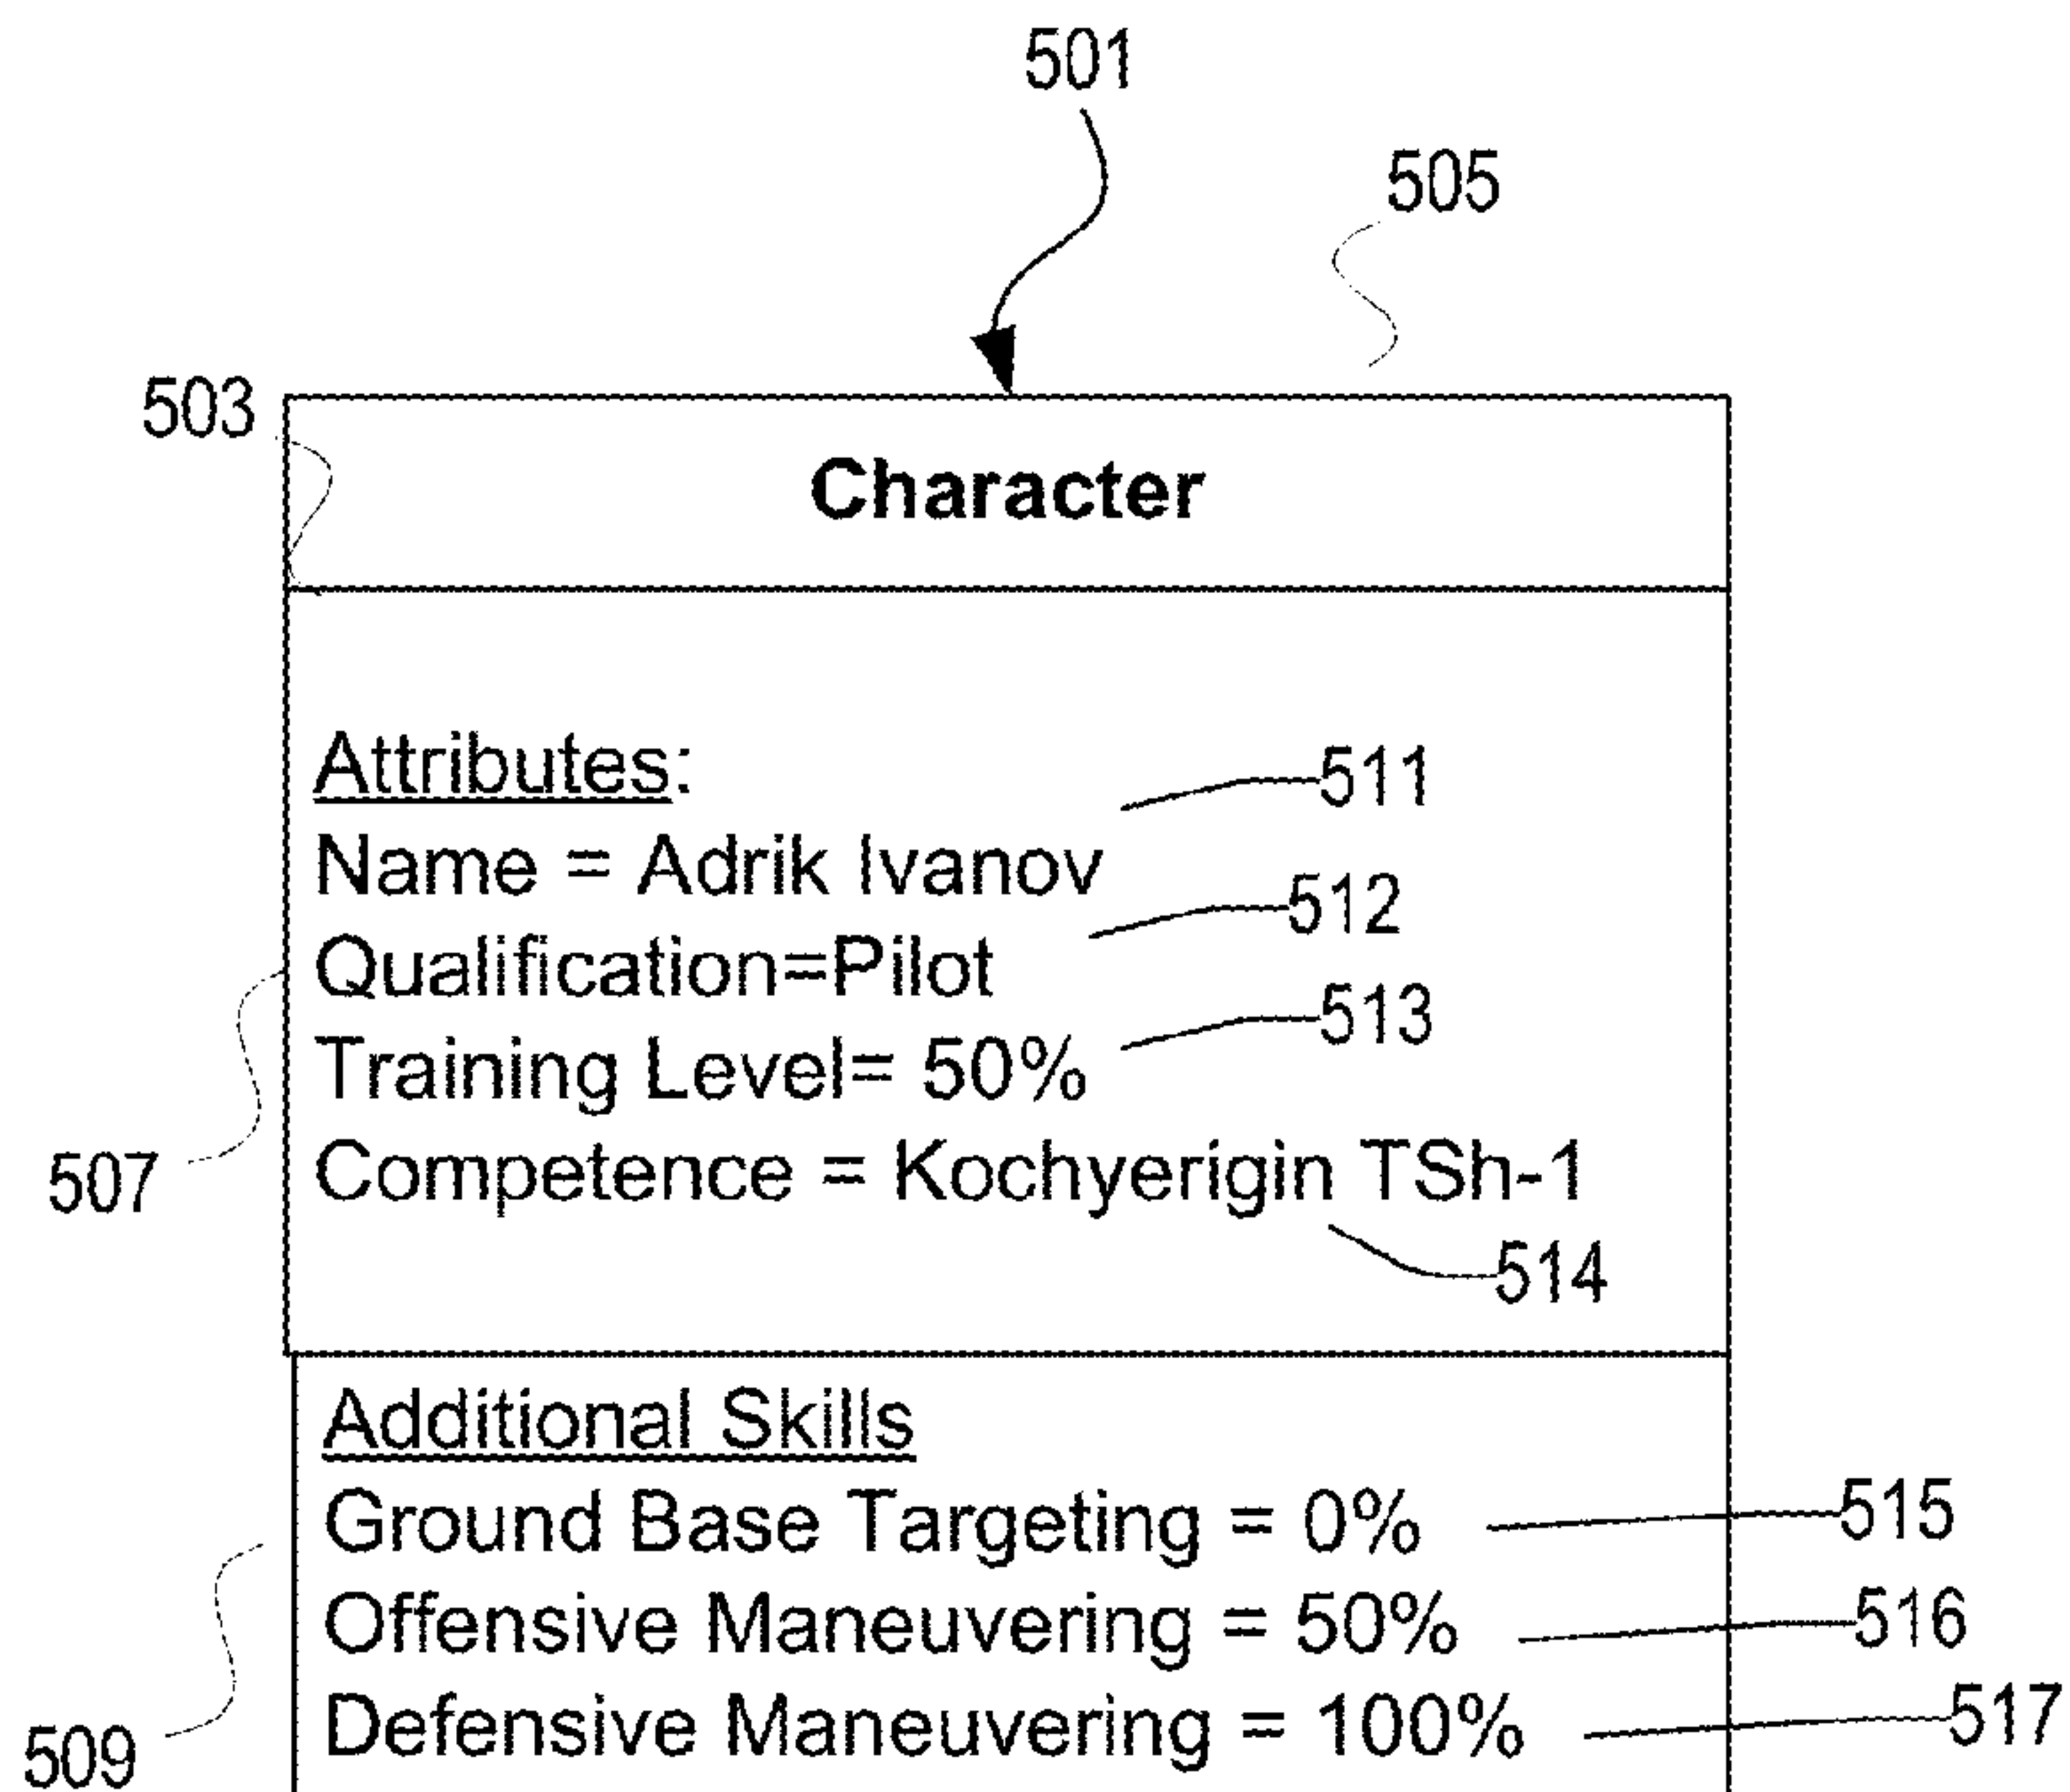 501
505
503
Character
Attributes:
511
Name = Adrik Ivanov
512
Qualification=Pilot
513
Training Level= 50%
507
Competence = Kochyerigin TSh-1
514
Additional Skills
Ground Base Targeting = 0%
515
Offensive Maneuvering = 50%
516
Defensive Maneuvering = 100%
517
509